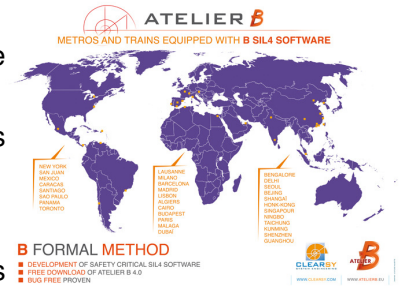 ATELIER B
METROS AND TRAINS EQUIPPED WITH B SIL4 SOFTWARE
NEW YORK
SAN JUAN
MEXICO
CARACAS
SANTIAGO
SAO PAULO
PANAMA
TORONTO
LAUSANNE
MILANO
BARCELONA
MADRID
LISBON
ALGIERS
CAIRO
BUDAPEST
PARIS
MALAGA
DUBAI
BENGALORE
DELHI
SEOUL
BEIJING
SHANGAÏ
HONK-KONG
SINGAPOUR
NINGBO
TAICHUNG
KUNMING
SHENZHEN
GUANGHOU
B FORMAL METHOD
DEVELOPMENT OF SAFETY CRITICAL SIL4 SOFTWARE
FREE DOWNLOAD OF ATELIER B 4.0
BUG FREE PROVEN
CLEARSY
WWW.CLEARSY.COM
ATELIER B
WWW.ATELIERB.EU